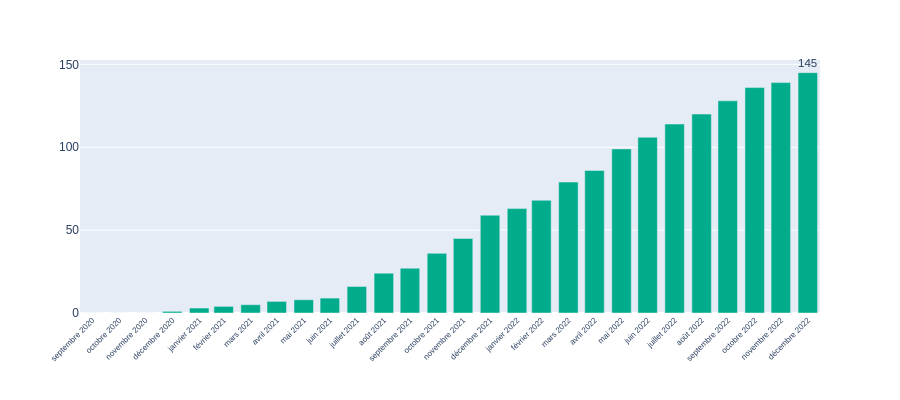 145
150
100
50
0
septembre 2020
octobre 2020
novembre 2020
décembre 2020
janvier 2021
février 2021
mars 2021
avril 2021
mai 2021
juin 2021
juillet 2021
août 2021
septembre 2021
octobre 2021
novembre 2021
décembre 2021
janvier 2022
février 2022
mars 2022
avril 2022
mai 2022
juin 2022
juillet 2022
août 2022
septembre 2022
octobre 2022
novembre 2022
décembre 2022